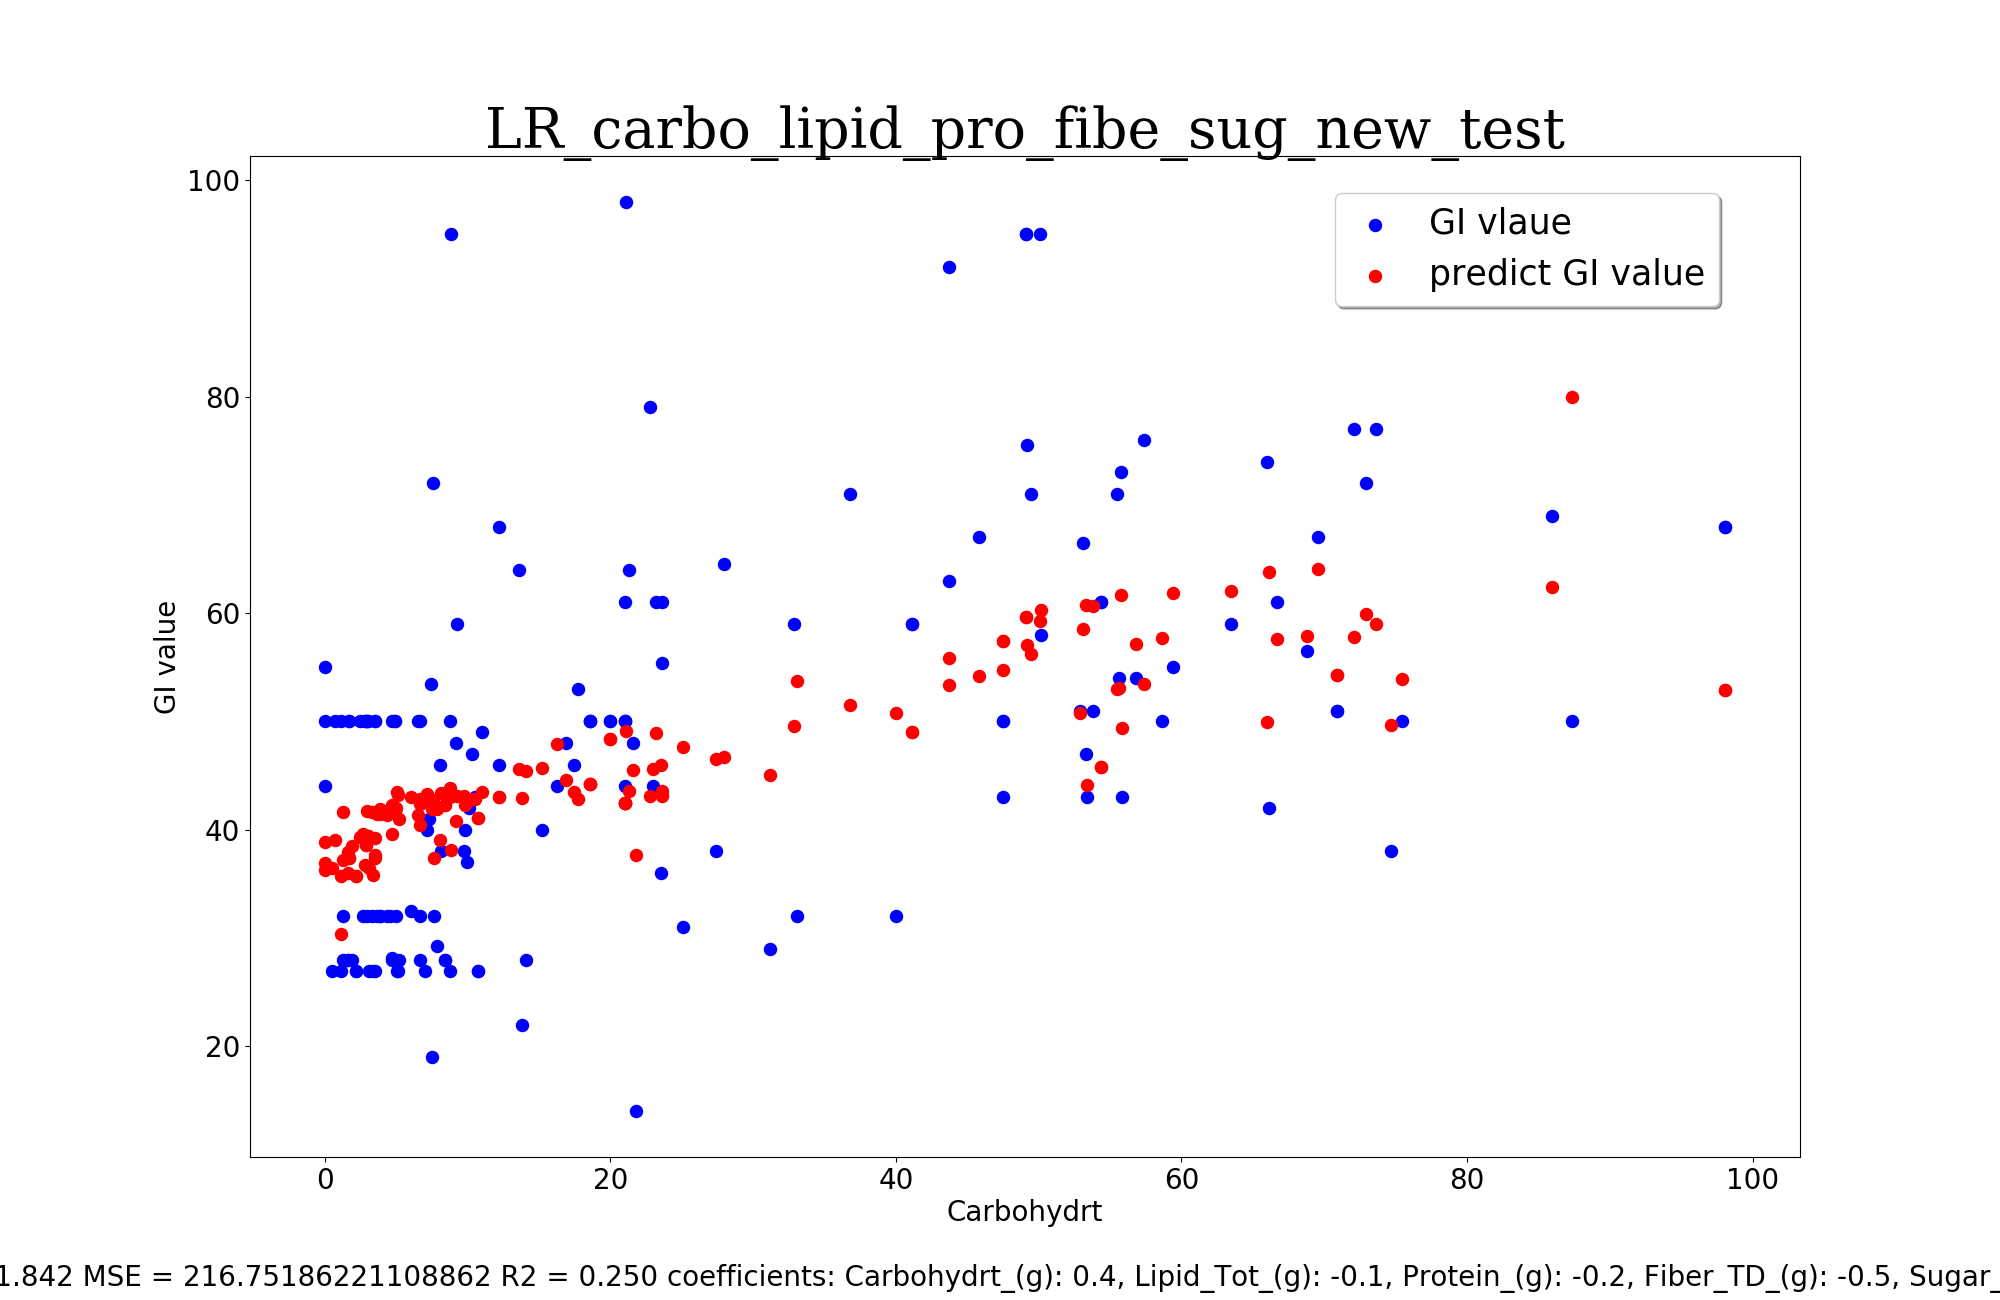 LR_carbo_lipid_pro_fibe_sug_new_test
GI vlaue
predict GI value
100
80
60
40
20
GI value
0 20 40 60 80 100
Carbohydrt
1.842 MSE = 216.75186221108862 R2 = 0.250 coefficients: Carbohydrt_(g): 0.4, Lipid_Tot_(g): -0.1, Protein_(g): -0.2, Fiber_TD_(g): -0.5, Sugar_